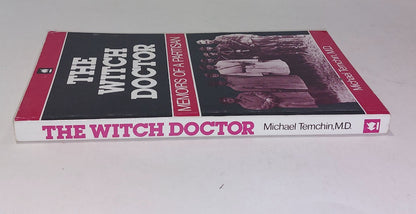 THE
WITCH
DOCTOR
MEMOIRS OF A PARTISAN
Michael Temchin, M.D.
THE WITCH DOCTOR Michael Temchin, M.D.